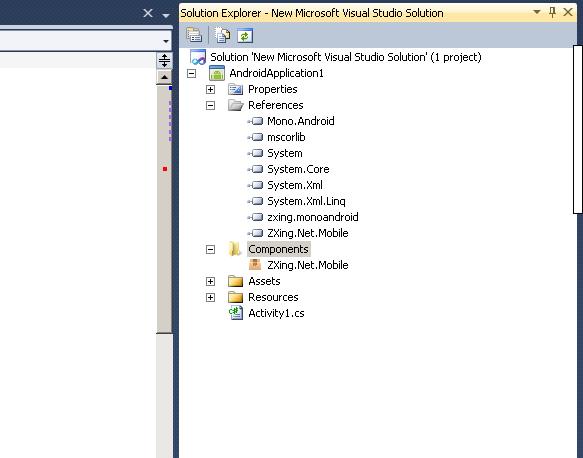 Solution Explorer - New Microsoft Visual Studio Solution
Solution 'New Microsoft Visual Studio Solution' (1 project)
AndroidApplication1
Properties
References
Mono.Android
mscorlib
System
System.Core
System.Xml
System.Xml.Linq
zxing.monoandroid
ZXing.Net.Mobile
Components
ZXing.Net.Mobile
Assets
Resources
Activity1.cs